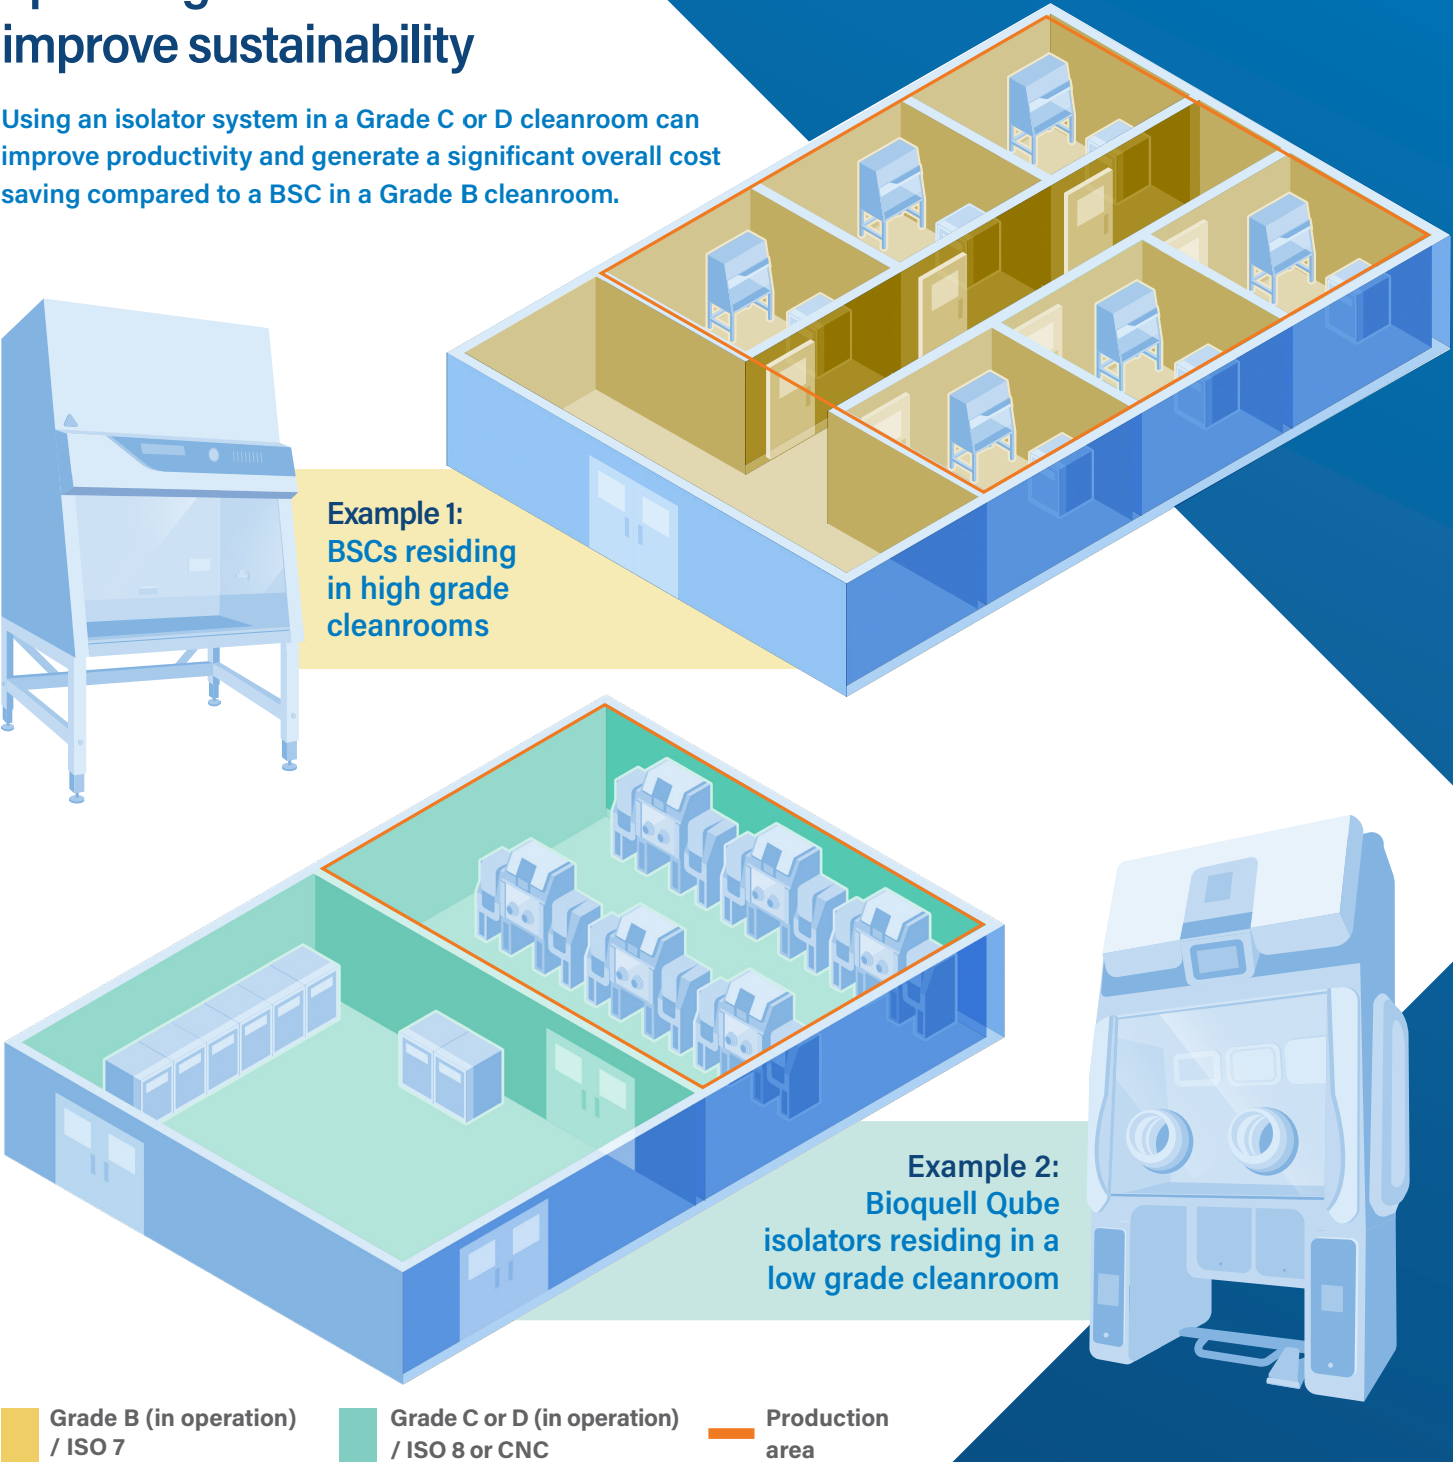 improve sustainability
Using an isolator system in a Grade C or D cleanroom can
improve productivity and generate a significant overall cost
saving compared to a BSC in a Grade B cleanroom.
Example 1:
BSCs residing
in high grade
cleanrooms
Example 2:
Bioquell Qube
isolators residing in a
low grade cleanroom
Grade B (in operation)
/ ISO 7
Grade C or D (in operation)
/ ISO 8 or CNC
Production
area